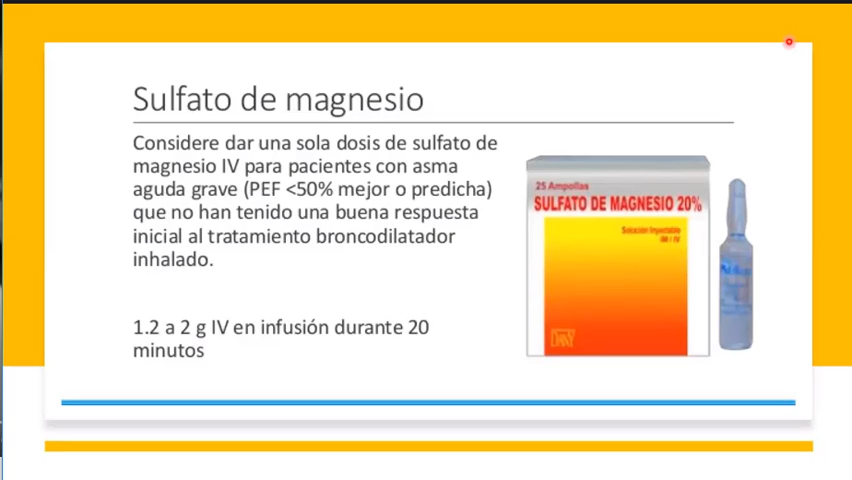 Sulfato de magnesio
Considere dar una sola dosis de sulfato de
magnesio IV para pacientes con asma
aguda grave (PEF <50% mejor o predicha)
que no han tenido una buena respuesta
inicial al tratamiento broncodilatador
inhalado.
1.2 a 2 g IV en infusión durante 20
minutos
25 Ampollas
SULFATO DE MAGNESIO 20%
Solución Inyectable
IM / IV